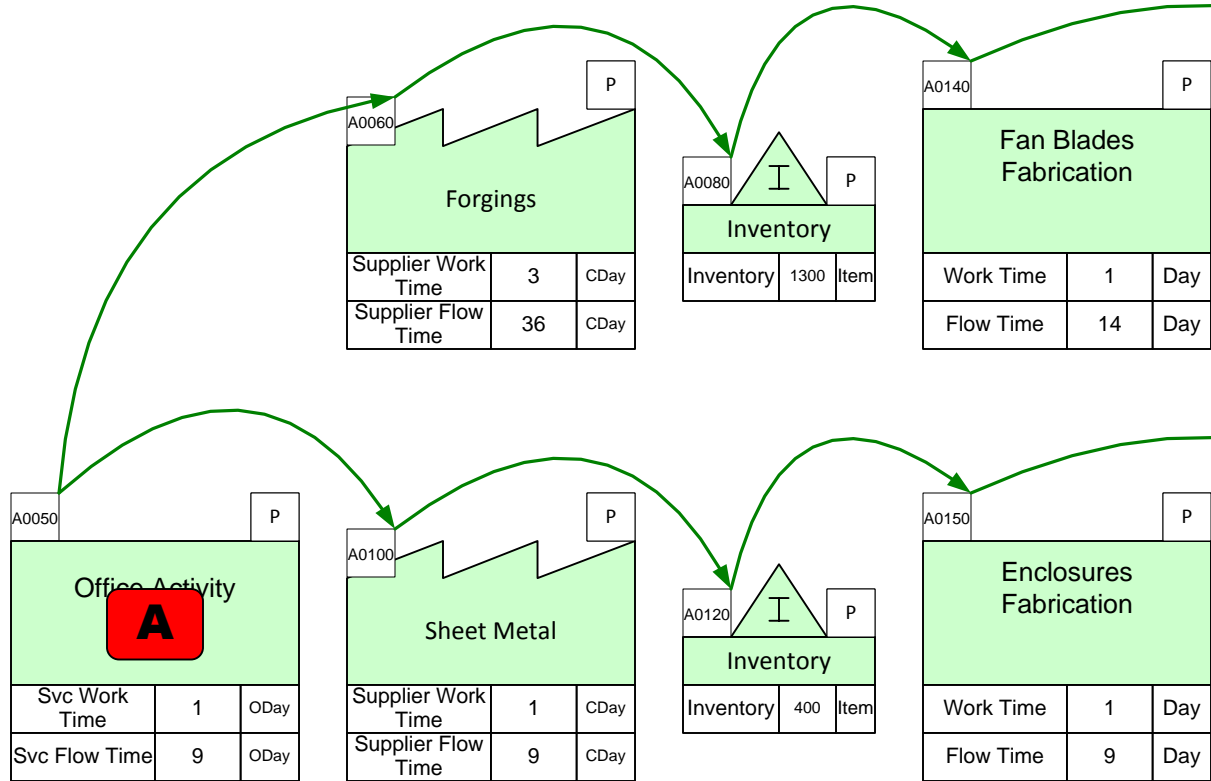 P
A0140
P
A0060
Fan Blades
Fabrication
A0080
I
P
Forgings
Inventory
Supplier Work
Time
3
CDay
Inventory
1300
Item
Work Time
1
Day
Supplier Flow
Time
36
CDay
Flow Time
14
Day
A0050
P
P
A0150
P
A0100
Office Activity
A
Enclosures
Fabrication
A0120
I
P
Sheet Metal
Inventory
Svc Work
Time
1
ODay
Supplier Work
Time
1
CDay
Inventory
400
Item
Work Time
1
Day
Svc Flow Time
9
ODay
Supplier Flow
Time
9
CDay
Flow Time
9
Day